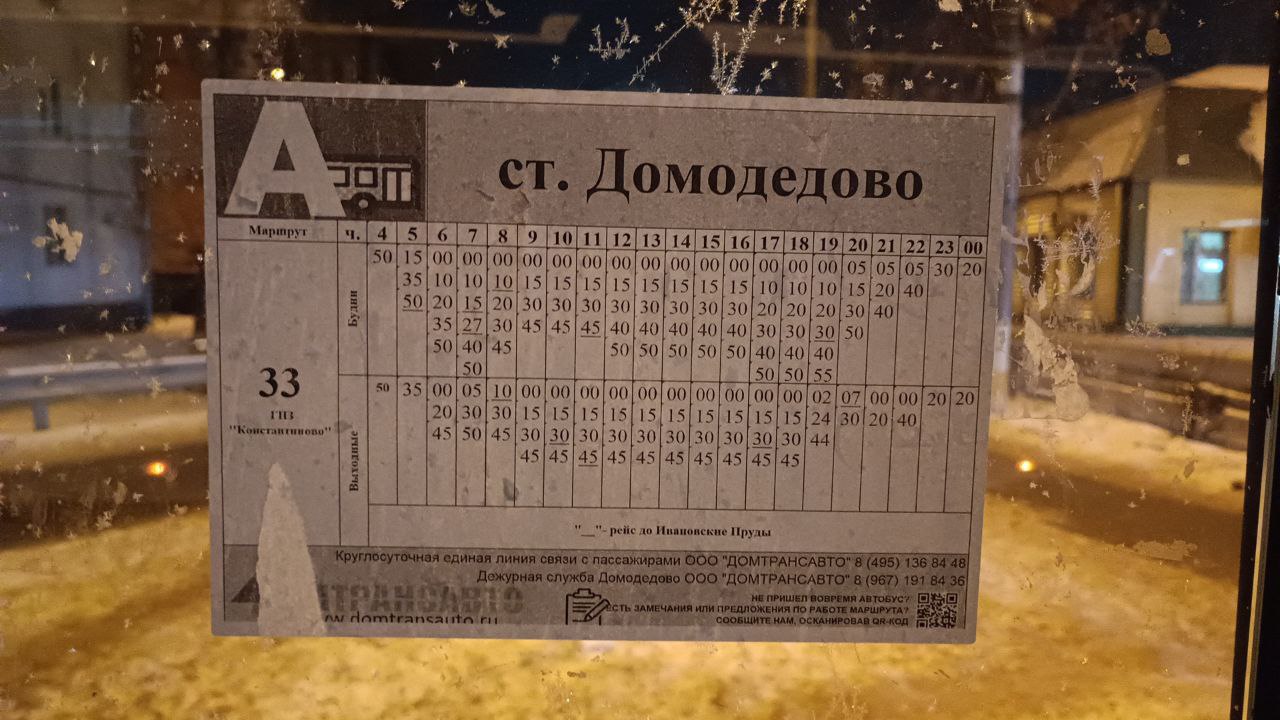 А дом
ст. Домодедово
Маршрут ч. 4 5 6 7 8 9 10 11 12 13 14 15 16 17 18 19 20 21 22 23 00
Будни
50 15 00 00 00 00 00 00 00 00 00 00 00 00 00 00 05 05 05 30 20
35 10 10 10 15 15 15 15 15 15 15 15 10 10 10 15 20 40
50 20 15 20 30 30 30 30 30 30 30 30 20 20 20 30 40
35 27 30 45 45 45 40 40 40 40 40 30 30 30 50
50 40 45 50 50 50 50 50 40 40 40
50 50 50 55
33
ГПЗ
"Константиново"
Выходные
50 35 00 05 10 00 00 00 00 00 00 00 00 00 00 02 07 00 00 20 20
20 30 30 15 15 15 15 15 15 15 15 15 15 24 30 20 40
45 50 45 30 30 30 30 30 30 30 30 30 30 44
45 45 45 45 45 45 45 45 45 45
"__"- рейс до Ивановские Пруды
Круглосуточная единая линия связи с пассажирами ООО "ДОМТРАНСАВТО" 8 (495) 136 84 48
Дежурная служба Домодедово ООО "ДОМТРАНСАВТО" 8 (967) 191 84 36
ТРАНСАВТО
w.domtransauto.ru
НЕ ПРИШЕЛ ВОВРЕМЯ АВТОБУС?
ЕСТЬ ЗАМЕЧАНИЯ ИЛИ ПРЕДЛОЖЕНИЯ ПО РАБОТЕ МАРШРУТА?
СООБЩИТЕ НАМ, ОСКАНИРОВАВ QR-КОД